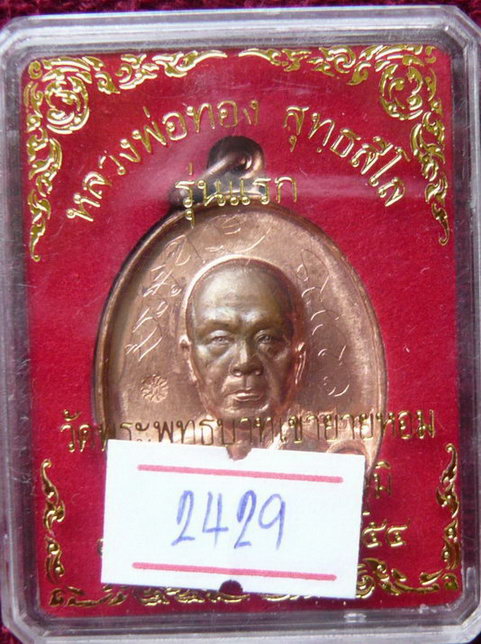 หลวงพ่อทอง สุทธสีโล
รุ่นแรก
วัดพระพุทธบาทเขายายหอม
2429
๕๔